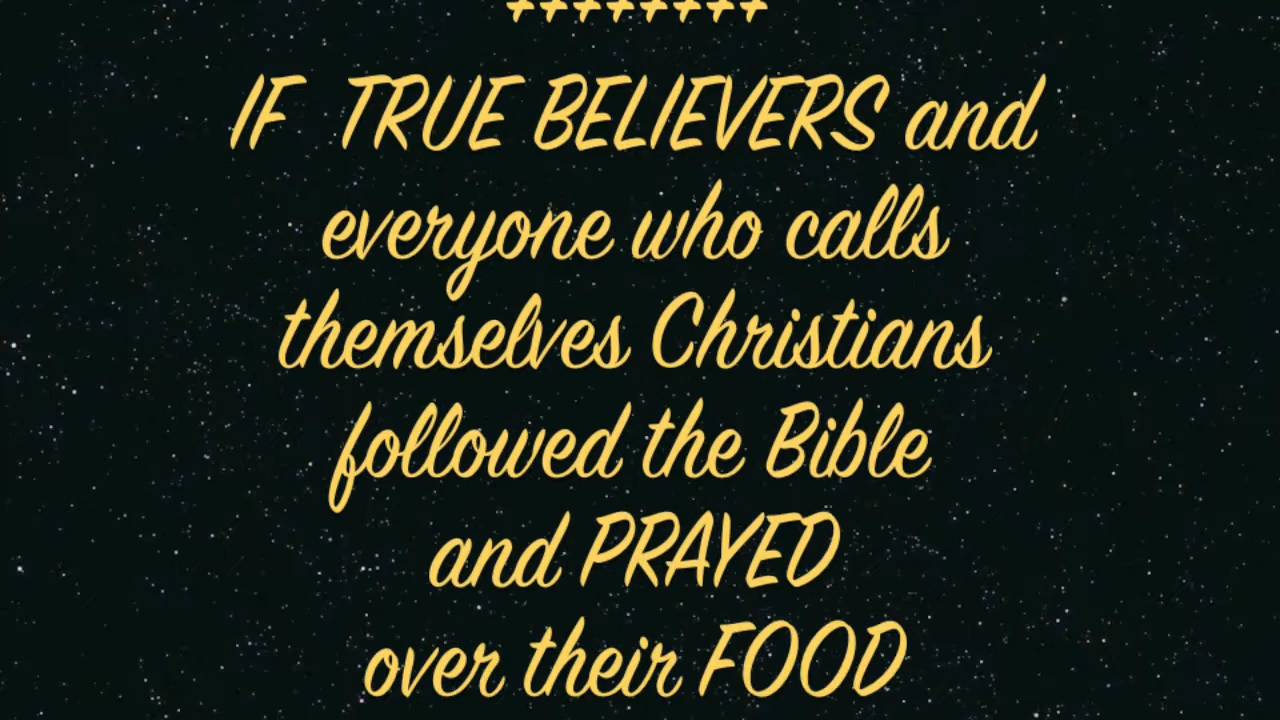 ++++++++
IF TRUE BELIEVERS and
everyone who calls
themselves Christians
followed the Bible
and PRAYED
over their FOOD